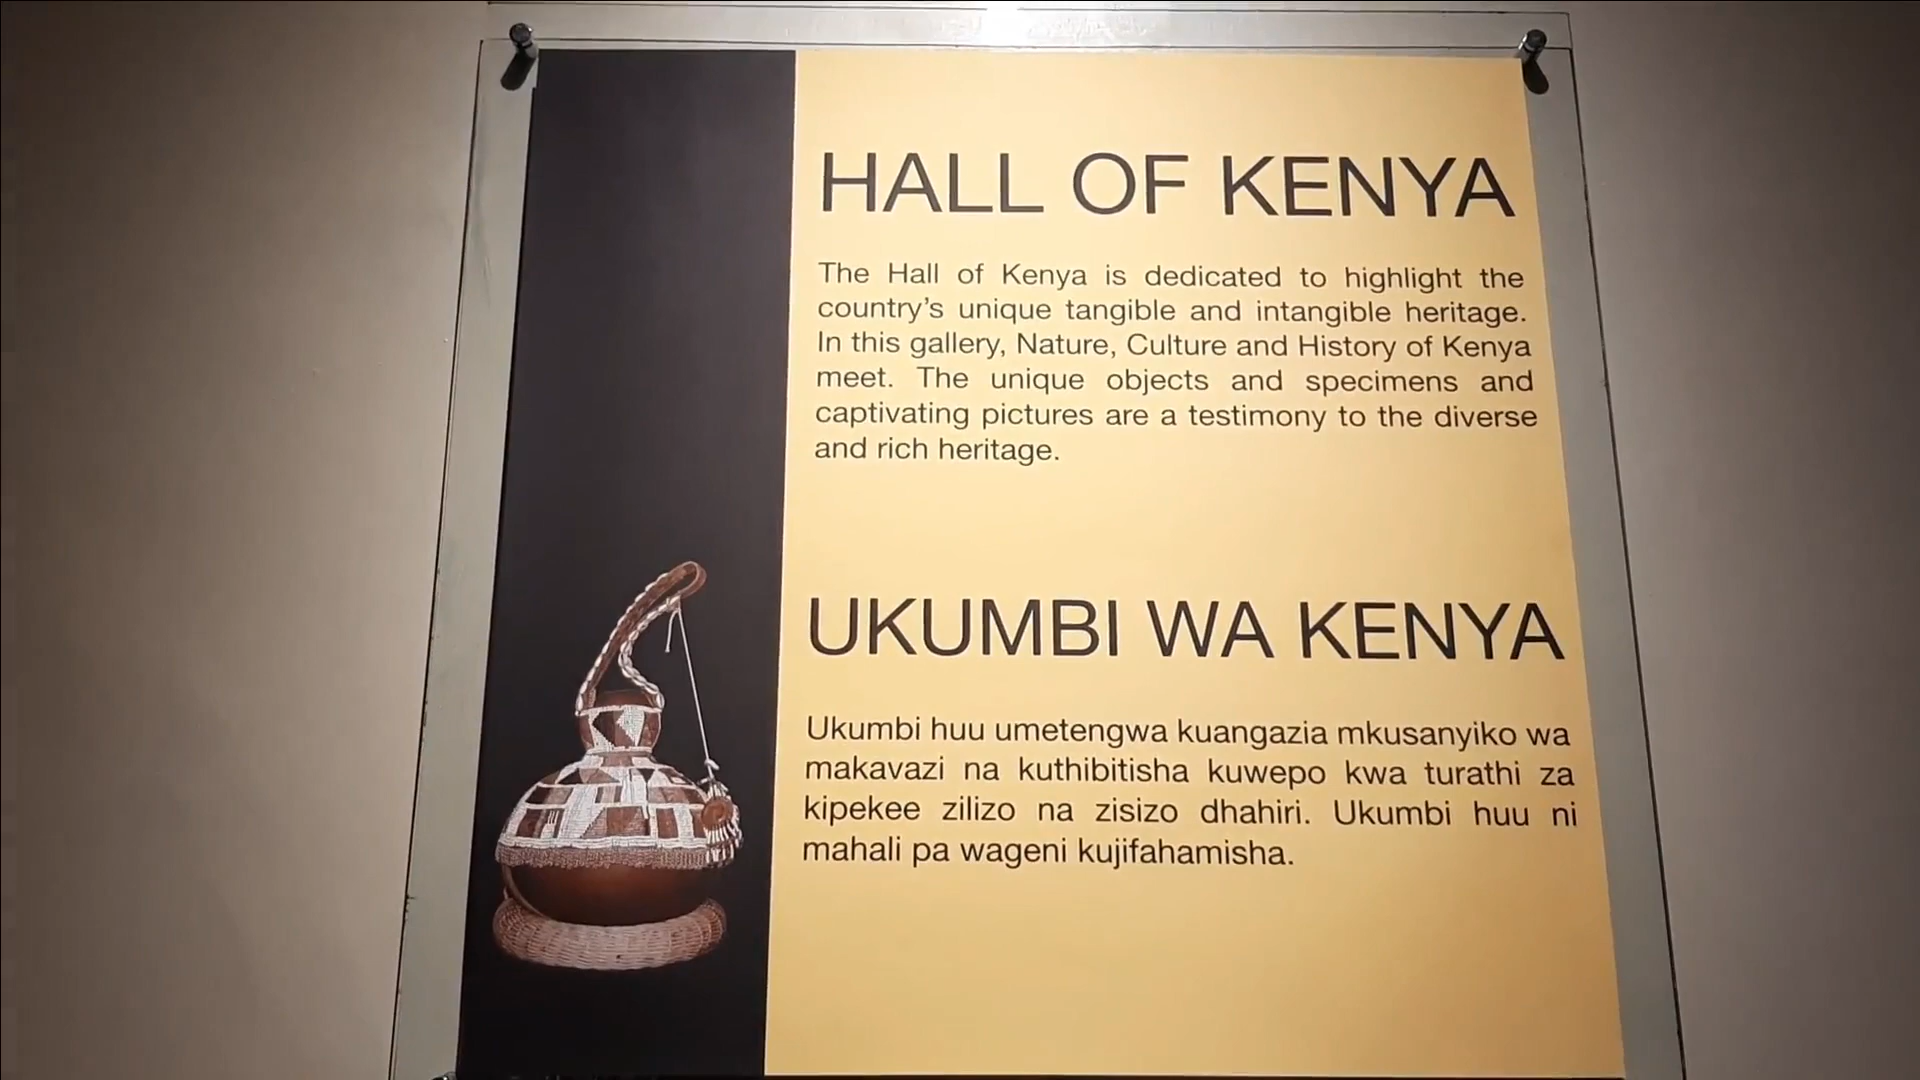 HALL OF KENYA
The Hall of Kenya is dedicated to highlight the
country's unique tangible and intangible heritage.
In this gallery, Nature, Culture and History of Kenya
meet. The unique objects and specimens and
captivating pictures are a testimony to the diverse
and rich heritage.
UKUMBI WA KENYA
Ukumbi huu umetengwa kuangazia mkusanyiko wa
makavazi na kuthibitisha kuwepo kwa turathi za
kipekee zilizo na zisizo dhahiri. Ukumbi huu ni
mahali pa wageni kujifahamisha.